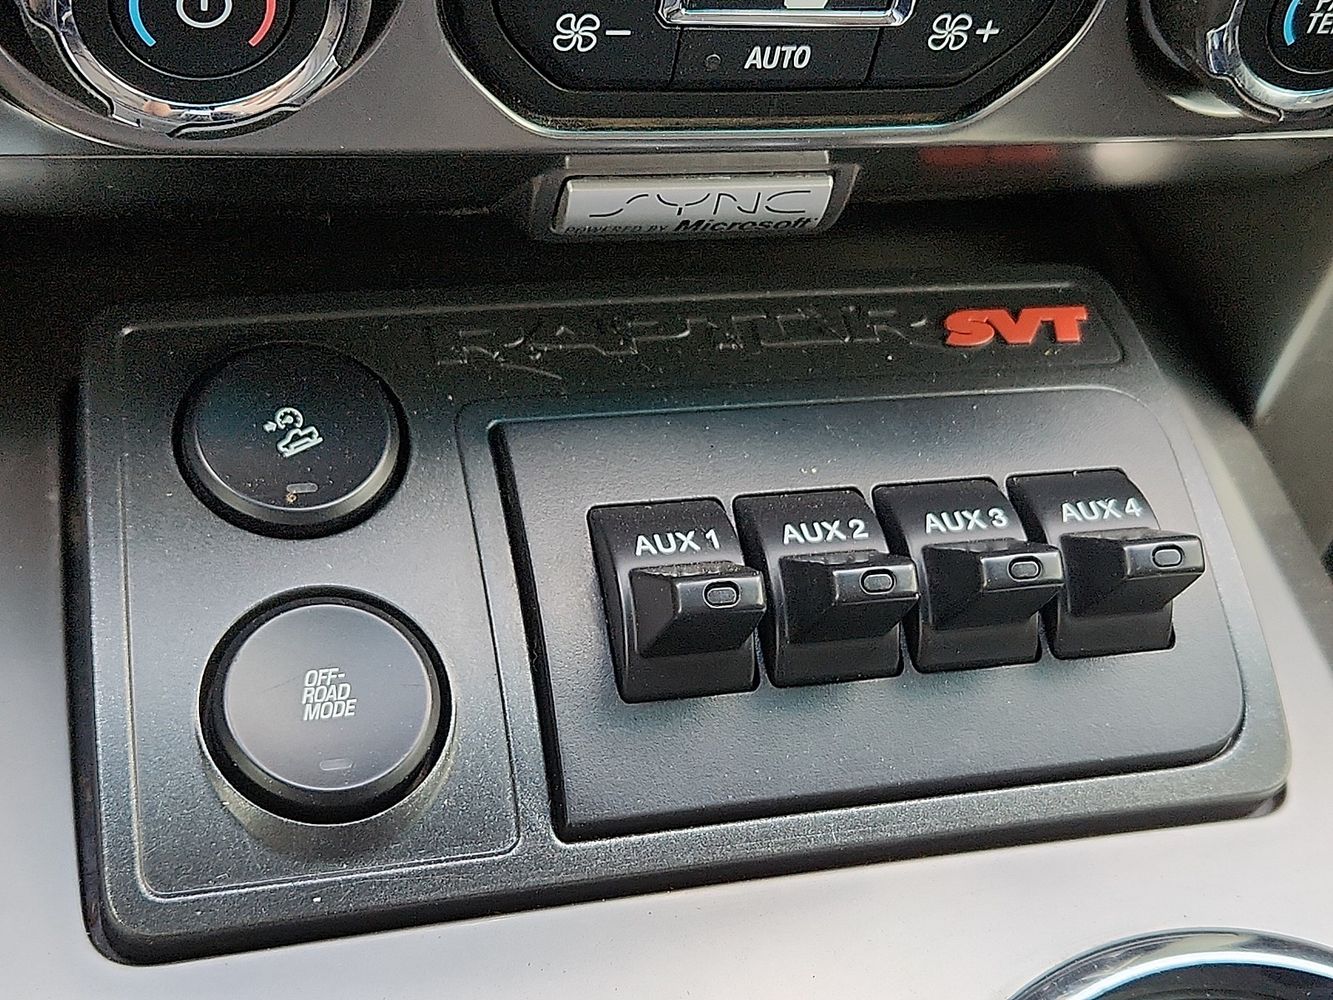 AUTO
SYNC
POWERED BY Microsoft
RAPTOR SVT
AUX 1
AUX 2
AUX 3
AUX 4
OFF-
ROAD
MODE